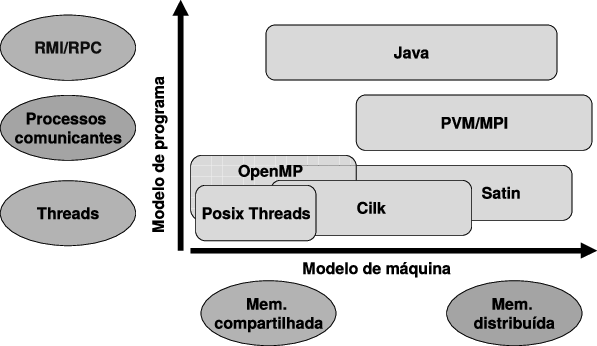 RMI/RPC
Java
Processos
comunicantes
PVM/MPI
Modelo de programa
OpenMP
Satin
Threads
Posix Threads
Cilk
Modelo de máquina
Mem.
compartilhada
Mem.
distribuída